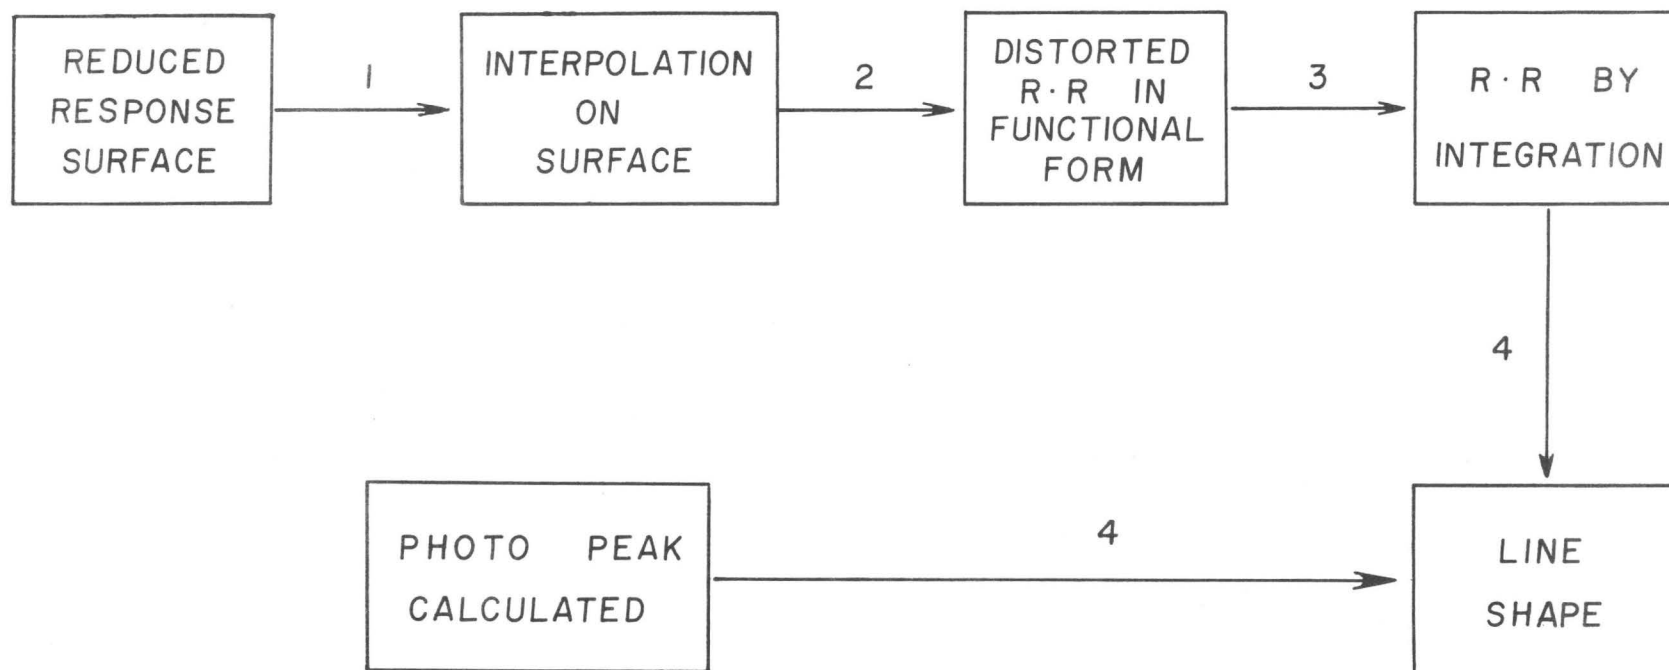 REDUCED
RESPONSE
SURFACE
1
INTERPOLATION
ON
SURFACE
2
DISTORTED
R·R IN
FUNCTIONAL
FORM
3
R·R BY
INTEGRATION
4
PHOTO PEAK
CALCULATED
4
LINE
SHAPE